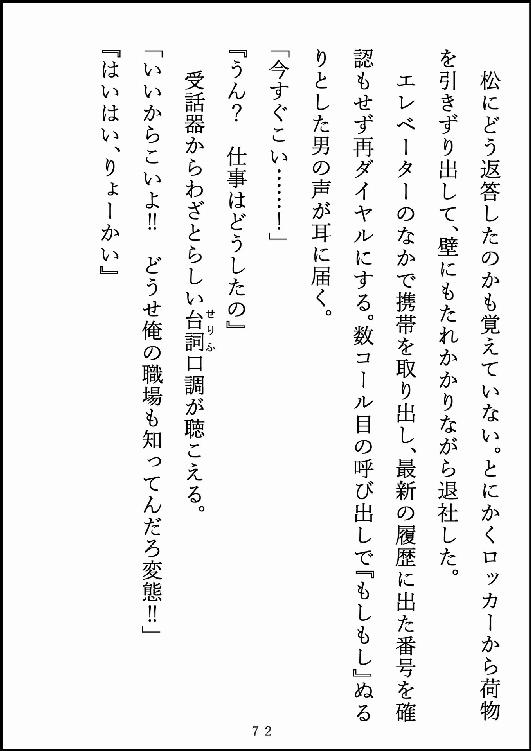 松にどう返答したのかも覚えていない。とにかくロッカーから荷物
を引きずり出して、壁にもたれかかりながら退社した。
エレベーターのなかで携帯を取り出し、最新の履歴に出た番号を確
認もせず再ダイヤルにする。数コール目の呼び出しで『もしもし』ぬる
りとした男の声が耳に届く。
「今すぐこい……！」
『うん？　仕事はどうしたの』
受話器からわざとらしい台詞口調が聴こえる。
せりふ
「いいからこいよ‼　どうせ俺の職場も知ってんだろ変態‼」
『はいはい、りょーかい』
72